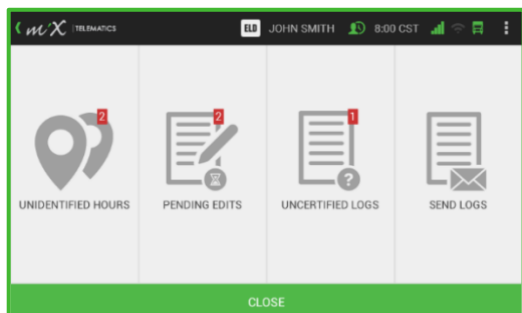 miX | TELEMATICS ELD JOHN SMITH 8:00 CST
2 2 1
?
UNIDENTIFIED HOURS PENDING EDITS UNCERTIFIED LOGS SEND LOGS
CLOSE